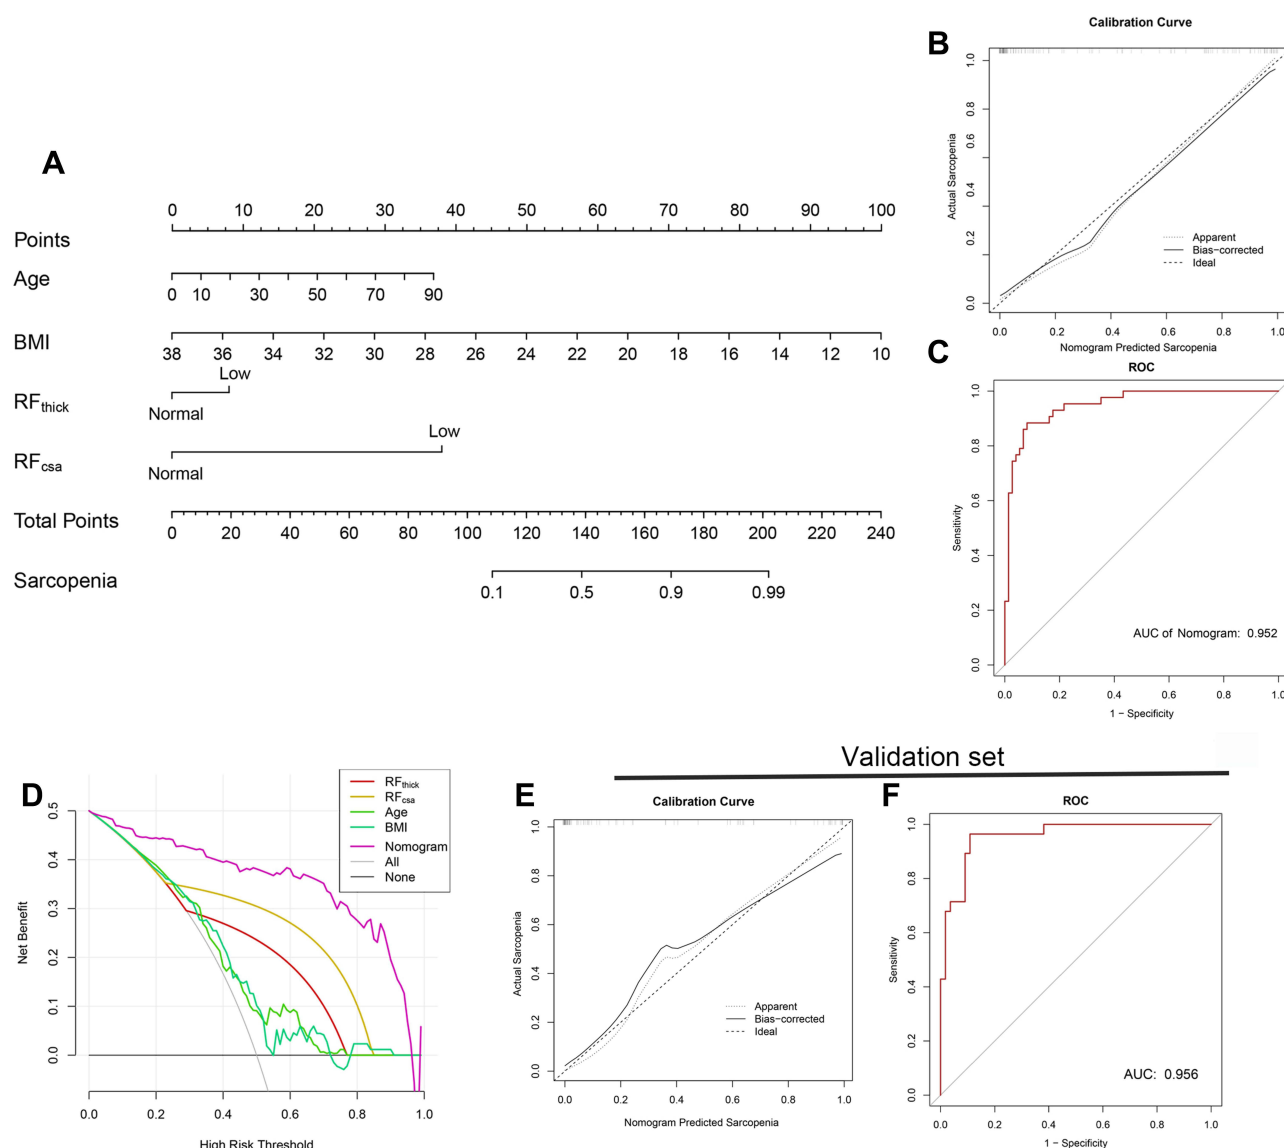 A
0 10 20 30 40 50 60 70 80 90 100
Points
Age
0 10 30 50 70 90
BMI
38 36 34 32 30 28 26 24 22 20 18 16 14 12 10
Low
RFthick
Normal
Low
RFcsa
Normal
Total Points
0 20 40 60 80 100 120 140 160 180 200 220 240
Sarcopenia
0.1 0.5 0.9 0.99
B
Calibration Curve
Actual Sarcopenia
1.0
0.8
0.6
0.4
0.2
0.0
Apparent
Bias-corrected
Ideal
0.0 0.2 0.4 0.6 0.8 1.0
Nomogram Predicted Sarcopenia
C
ROC
Sensitivity
1.0
0.8
0.6
0.4
0.2
0.0
AUC of Nomogram: 0.952
0.0 0.2 0.4 0.6 0.8 1.0
1 − Specificity
D
RFthick
RFcsa
Age
BMI
Nomogram
All
None
Net Benefit
0.5
0.4
0.3
0.2
0.1
0.0
0.0 0.2 0.4 0.6 0.8 1.0
High Risk Threshold
Validation set
E
Calibration Curve
Actual Sarcopenia
1.0
0.8
0.6
0.4
0.2
0.0
Apparent
Bias-corrected
Ideal
0.0 0.2 0.4 0.6 0.8 1.0
Nomogram Predicted Sarcopenia
F
ROC
Sensitivity
1.0
0.8
0.6
0.4
0.2
0.0
AUC: 0.956
0.0 0.2 0.4 0.6 0.8 1.0
1 − Specificity